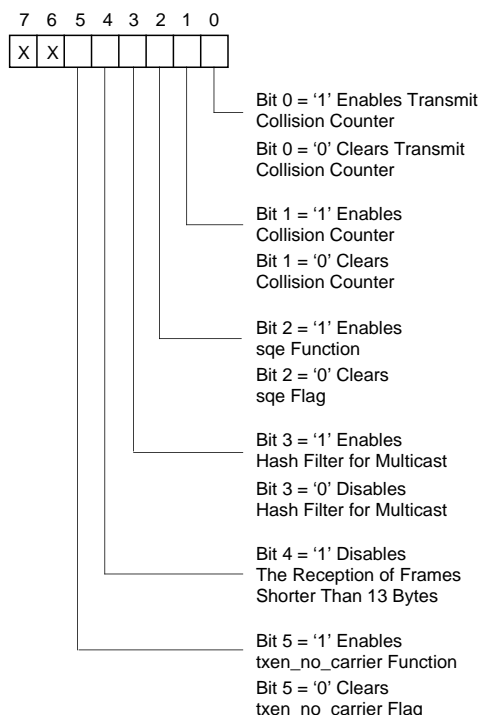 7 6 5 4 3 2 1 0
X X
Bit 0 = ‘1’ Enables Transmit
Collision Counter
Bit 0 = ‘0’ Clears Transmit
Collision Counter
Bit 1 = ‘1’ Enables
Collision Counter
Bit 1 = ‘0’ Clears
Collision Counter
Bit 2 = ‘1’ Enables
sqe Function
Bit 2 = ‘0’ Clears
sqe Flag
Bit 3 = ‘1’ Enables
Hash Filter for Multicast
Bit 3 = ‘0’ Disables
Hash Filter for Multicast
Bit 4 = ‘1’ Disables
The Reception of Frames
Shorter Than 13 Bytes
Bit 5 = ‘1’ Enables
txen_no_carrier Function
Bit 5 = ‘0’ Clears
txen_no_carrier Flag